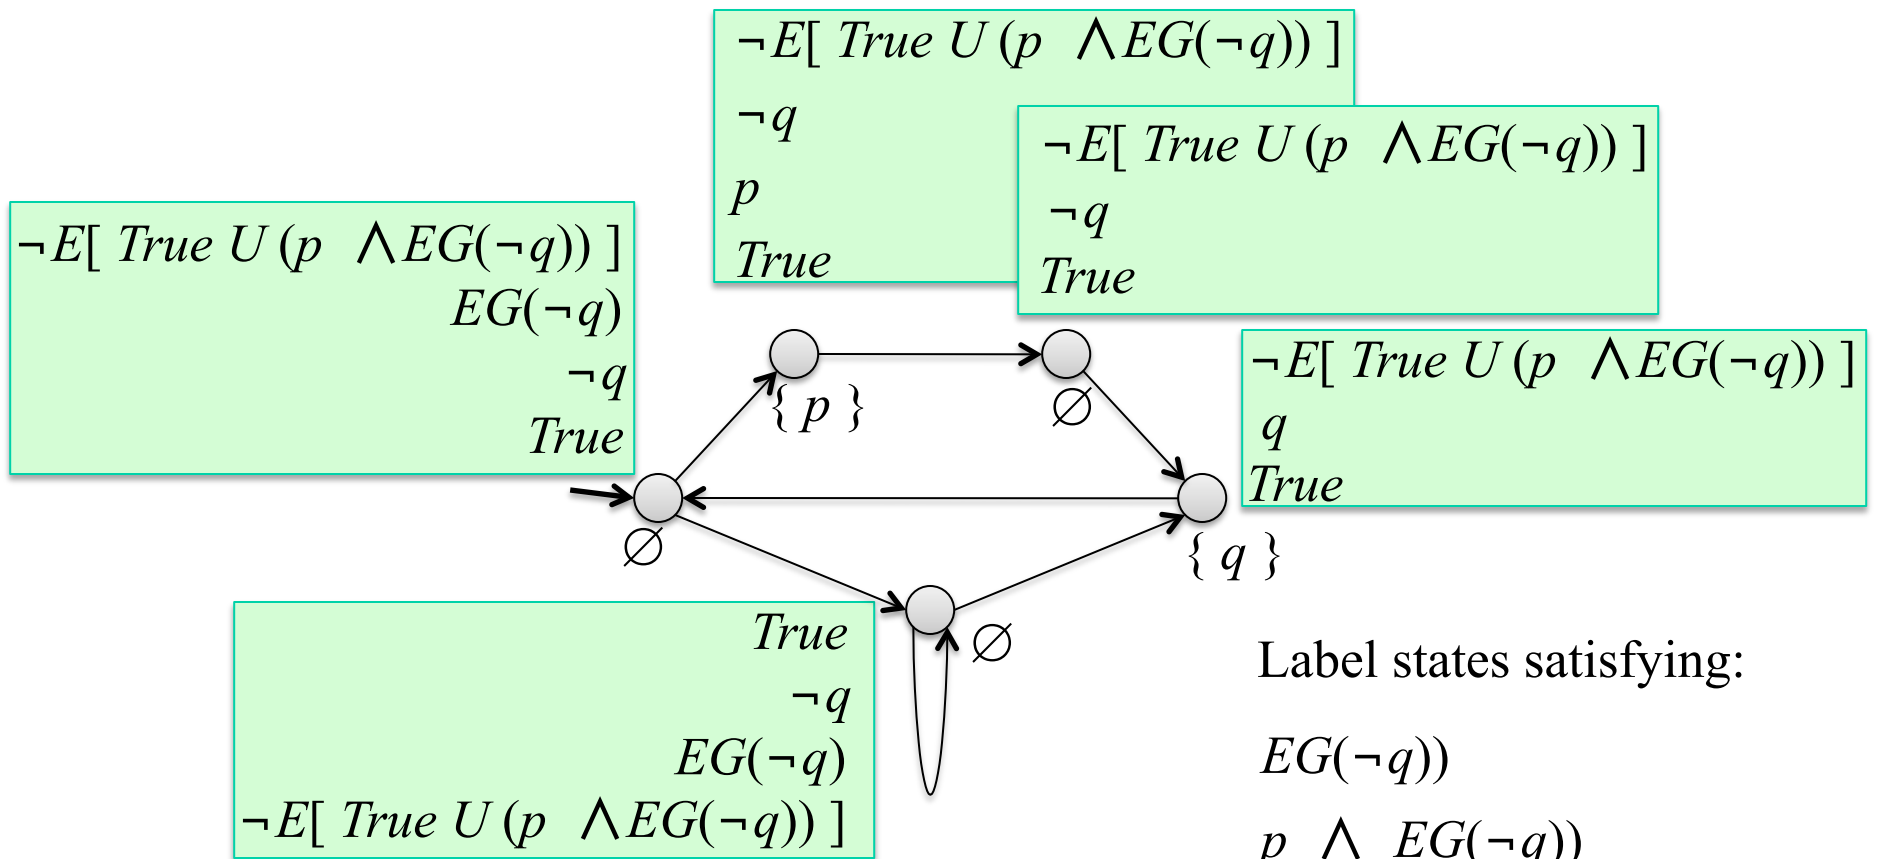 ¬E[ True U (p ∧EG(¬q)) ]
¬q
p
True
¬E[ True U (p ∧EG(¬q)) ]
¬q
True
¬E[ True U (p ∧EG(¬q)) ]
EG(¬q)
¬q
True
¬E[ True U (p ∧EG(¬q)) ]
q
True
{ p }
∅
∅
{ q }
∅
True
¬q
EG(¬q)
¬E[ True U (p ∧EG(¬q)) ]
Label states satisfying:
EG(¬q))
p ∧ EG(¬q))